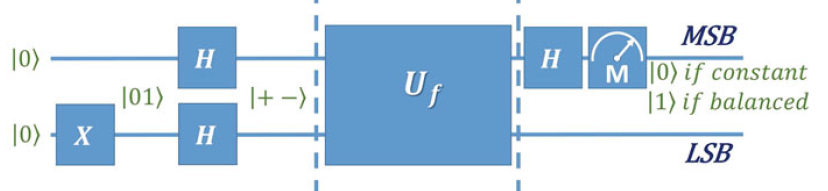 |0⟩ H H M MSB
|0⟩ if constant
|01⟩ |+ −⟩ U_f |1⟩ if balanced
|0⟩ X H LSB